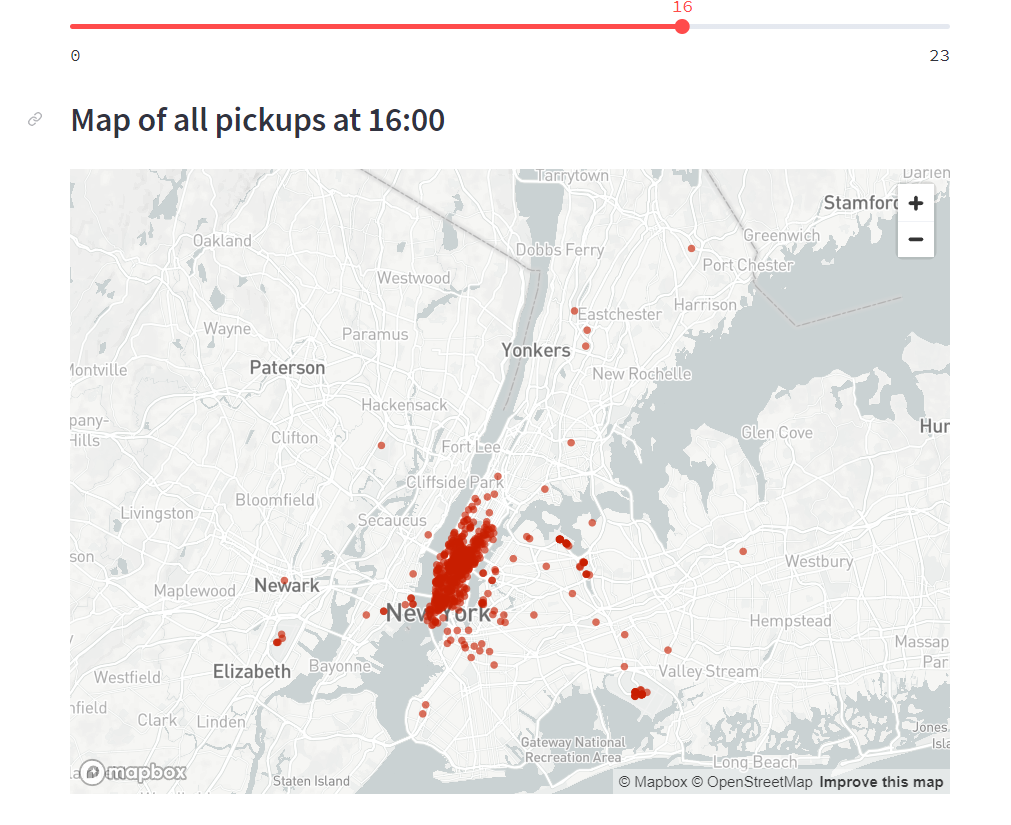 16
0 23
Map of all pickups at 16:00
Tarrytown
Darien
Stamford
Greenwich
Oakland
Dobbs Ferry
Port Chester
Westwood
Harrison
Eastchester
Wayne
Paramus
Yonkers
Paterson
Montville
New Rochelle
Hackensack
pany-
Hills
Clifton
Fort Lee
Glen Cove
Hun
Cliffside Park
Bloomfield
Livingston
Secaucus
son
Westbury
Maplewood
Newark
New York
Hempstead
Massap
Par
Westfield
Elizabeth
Bayonne
Valley Stream
nfield
Clark
Linden
Jones
Isla
Gateway National
Recreation Area
Long Beach
mapbox
Staten Island
© Mapbox © OpenStreetMap Improve this map